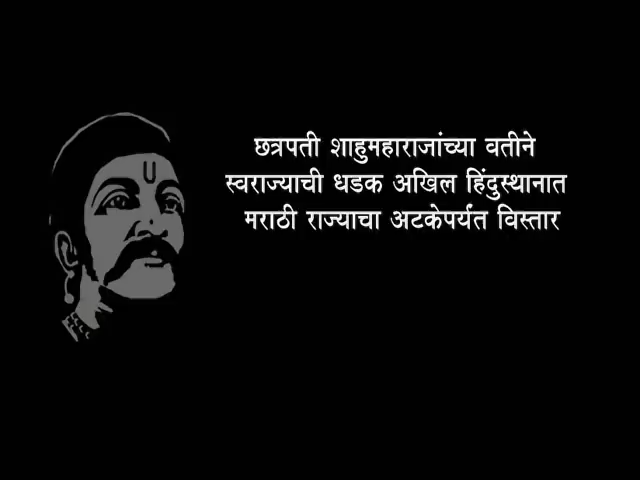 छत्रपती शाहुमहाराजांच्या वतीने
स्वराज्याची धडक अखिल हिंदुस्थानात
मराठी राज्याचा अटकेपर्यंत विस्तार